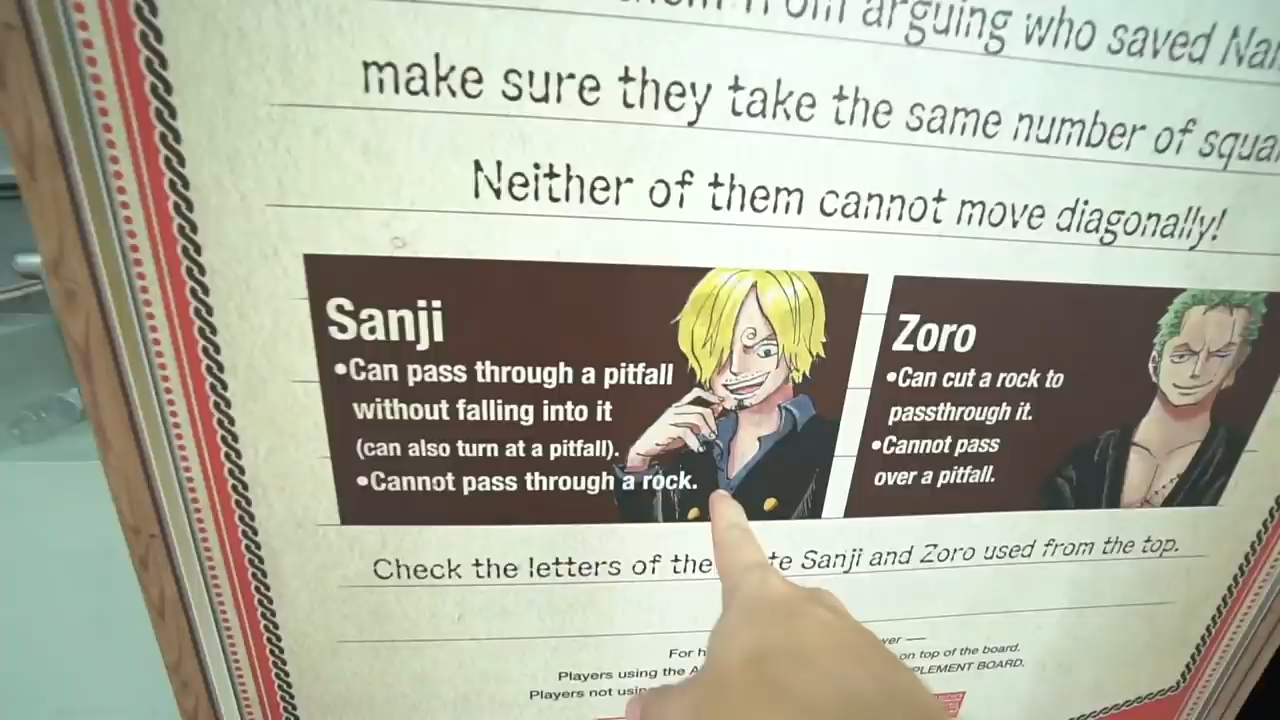 from arguing who saved
make sure they take the same number of
Neither of them cannot move diagonally!
Sanji
•Can pass through a pitfall
without falling into it
(can also turn at a pitfall).
•Cannot pass through a rock.
Zoro
•Can cut a rock to
passthrough it.
•Cannot pass
over a pitfall.
Check the letters of the Sanji and Zoro used from the top.
For
on top of the board.
Players using the
BOARD.
Players not